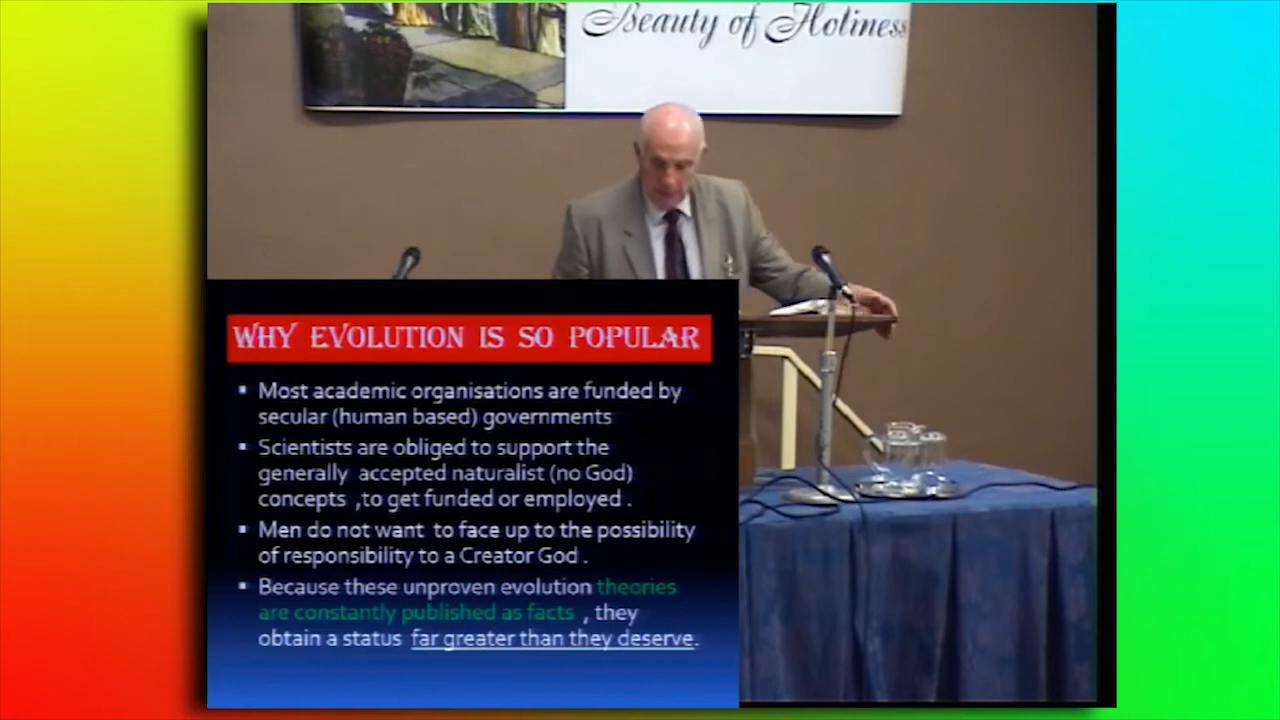 Beauty of Holiness
WHY EVOLUTION IS SO POPULAR
▪ Most academic organisations are funded by
secular (human based) governments
▪ Scientists are obliged to support the
generally accepted naturalist (no God)
concepts ,to get funded or employed .
▪ Men do not want to face up to the possibility
of responsibility to a Creator God .
▪ Because these unproven evolution theories
are constantly published as facts , they
obtain a status far greater than they deserve.